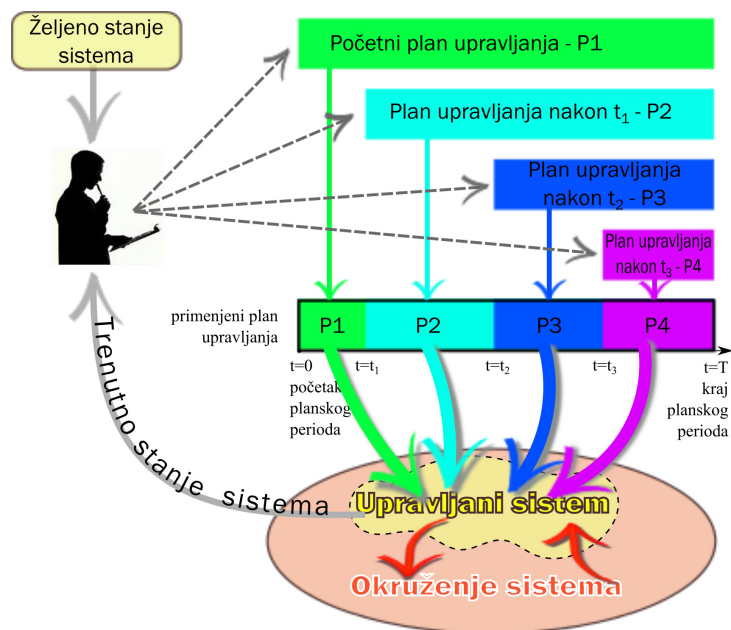 Željeno stanje
sistema
Početni plan upravljanja - P1
Plan upravljanja nakon t₁ - P2
Plan upravljanja
nakon t₂ - P3
Plan upravljanja
nakon t₃ - P4
primenjeni plan
upravljanja
P1
P2
P3
P4
t=0
početak
planskog
perioda
t=t₁
t=t₂
t=t₃
t=T
kraj
planskog
perioda
Trenutno stanje sistema
Upravljani sistem
Okruženje sistema